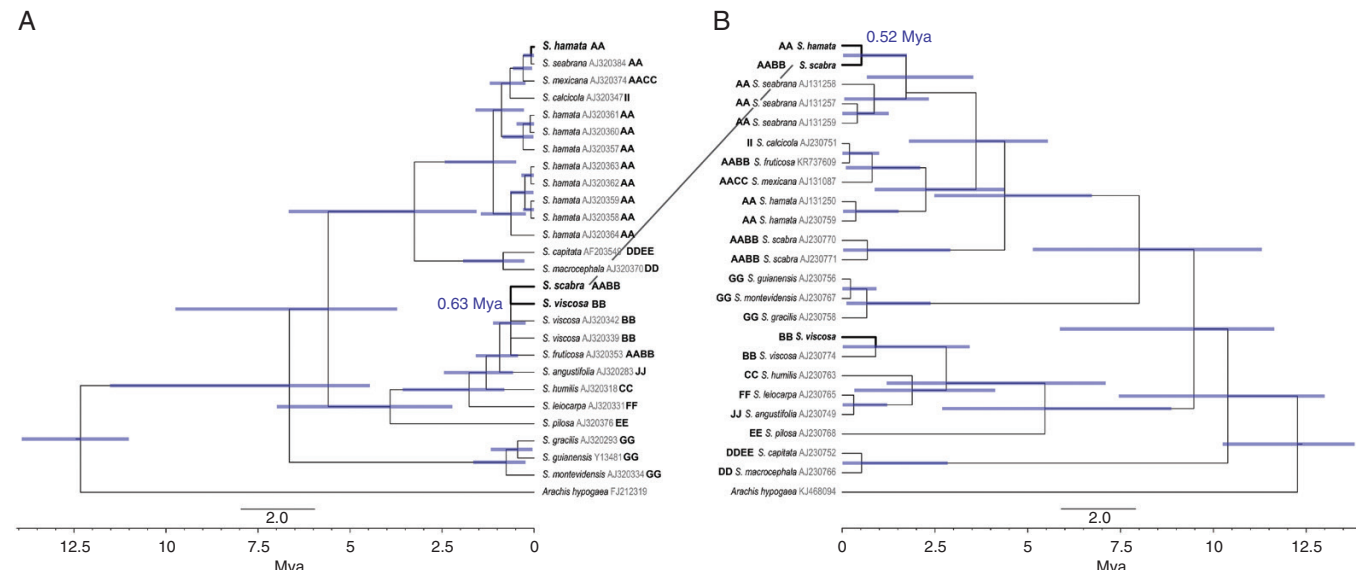 A
S. hamata AA
S. seabrana AJ320384 AA
S. mexicana AJ320374 AACC
S. calcicola AJ320347 II
S. hamata AJ320361 AA
S. hamata AJ320360 AA
S. hamata AJ320357 AA
S. hamata AJ320363 AA
S. hamata AJ320362 AA
S. hamata AJ320359 AA
S. hamata AJ320358 AA
S. hamata AJ320364 AA
S. capitata AF203549 DDEE
S. macrocephala AJ320370 DD
S. scabra AABB
0.63 Mya
S. viscosa BB
S. viscosa AJ320342 BB
S. viscosa AJ320339 BB
S. fruticosa AJ320353 AABB
S. angustifolia AJ320283 JJ
S. humilis AJ320318 CC
S. leiocarpa AJ320331 FF
S. pilosa AJ320376 EE
S. gracilis AJ320293 GG
S. guianensis Y13481 GG
S. montevidensis AJ320334 GG
Arachis hypogaea FJ212319
2.0
12.5 10 7.5 5 2.5 0
Mya
B
0.52 Mya
AA S. hamata
AABB S. scabra
AA S. seabrana AJ131258
AA S. seabrana AJ131257
AA S. seabrana AJ131259
II S. calcicola AJ230751
AABB S. fruticosa KR737609
AACC S. mexicana AJ131087
AA S. hamata AJ131250
AA S. hamata AJ230759
AABB S. scabra AJ230770
AABB S. scabra AJ230771
GG S. guianensis AJ230756
GG S. montevidensis AJ230767
GG S. gracilis AJ230758
BB S. viscosa
BB S. viscosa AJ230774
CC S. humilis AJ230763
FF S. leiocarpa AJ230765
JJ S. angustifolia AJ230749
EE S. pilosa AJ230768
DDEE S. capitata AJ230752
DD S. macrocephala AJ230766
Arachis hypogaea KJ468094
2.0
0 2.5 5 7.5 10 12.5
Mya